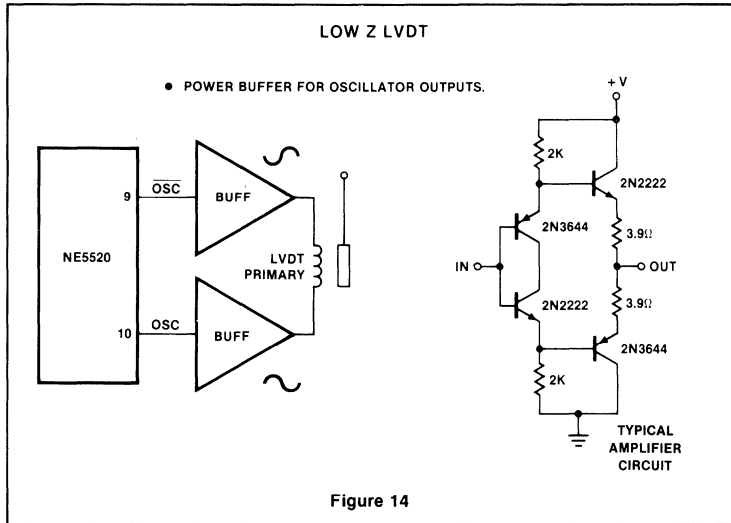 LOW Z LVDT
● POWER BUFFER FOR OSCILLATOR OUTPUTS.
NE5520
9
OSC
BUFF
LVDT
PRIMARY
10
OSC
BUFF
+V
2K
2N2222
2N3644
3.9Ω
IN
OUT
2N2222
3.9Ω
2N3644
2K
TYPICAL
AMPLIFIER
CIRCUIT
Figure 14